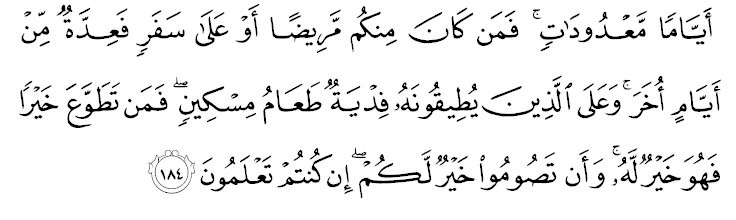 أَيَّامًا مَّعْدُودَٰتٍ ۚ فَمَن كَانَ مِنكُم مَّرِيضًا أَوْ عَلَىٰ سَفَرٍ فَعِدَّةٌ مِّنْ
أَيَّامٍ أُخَرَ ۚ وَعَلَى ٱلَّذِينَ يُطِيقُونَهُۥ فِدْيَةٌ طَعَامُ مِسْكِينٍ ۖ فَمَن تَطَوَّعَ خَيْرًا
فَهُوَ خَيْرٌ لَّهُۥ ۚ وَأَن تَصُومُوا۟ خَيْرٌ لَّكُمْ ۖ إِن كُنتُمْ تَعْلَمُونَ ١٨٤